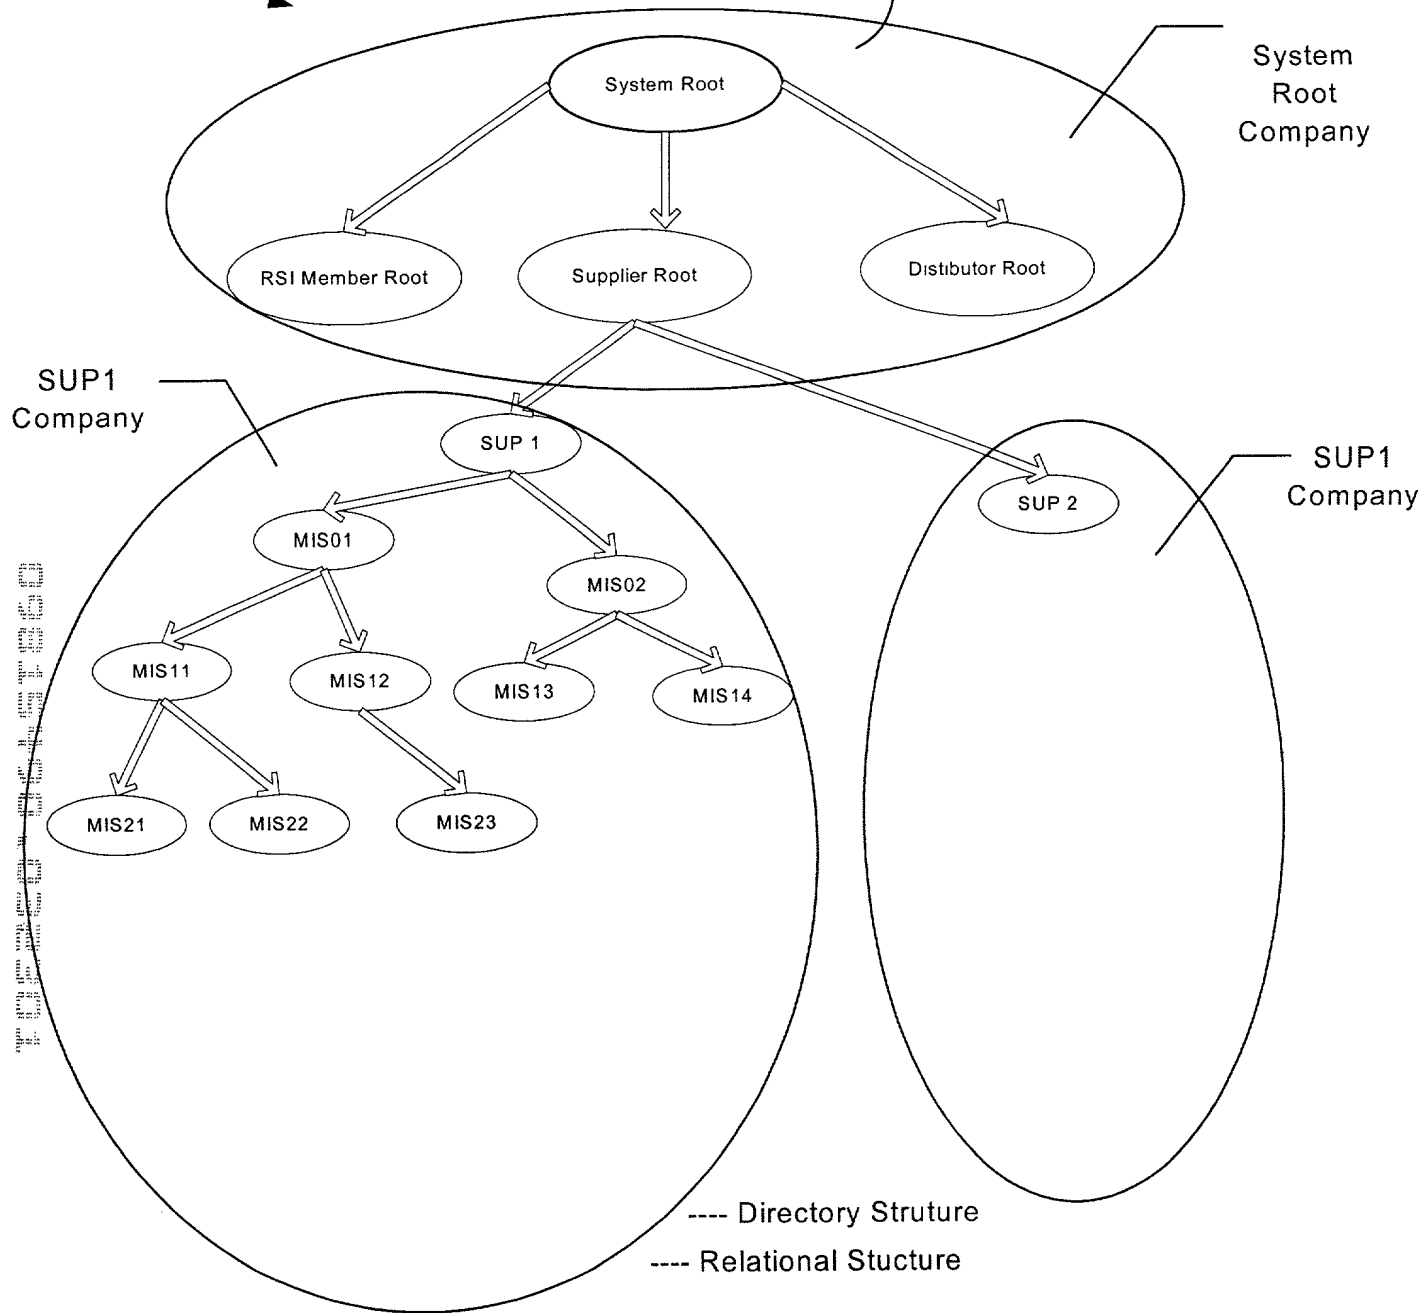 System Root
System
Root
Company
RSI Member Root
Supplier Root
Distibutor Root
SUP1
Company
SUP 1
SUP 2
SUP1
Company
MIS01
MIS02
MIS11
MIS12
MIS13
MIS14
MIS21
MIS22
MIS23
---- Directory Struture
---- Relational Stucture